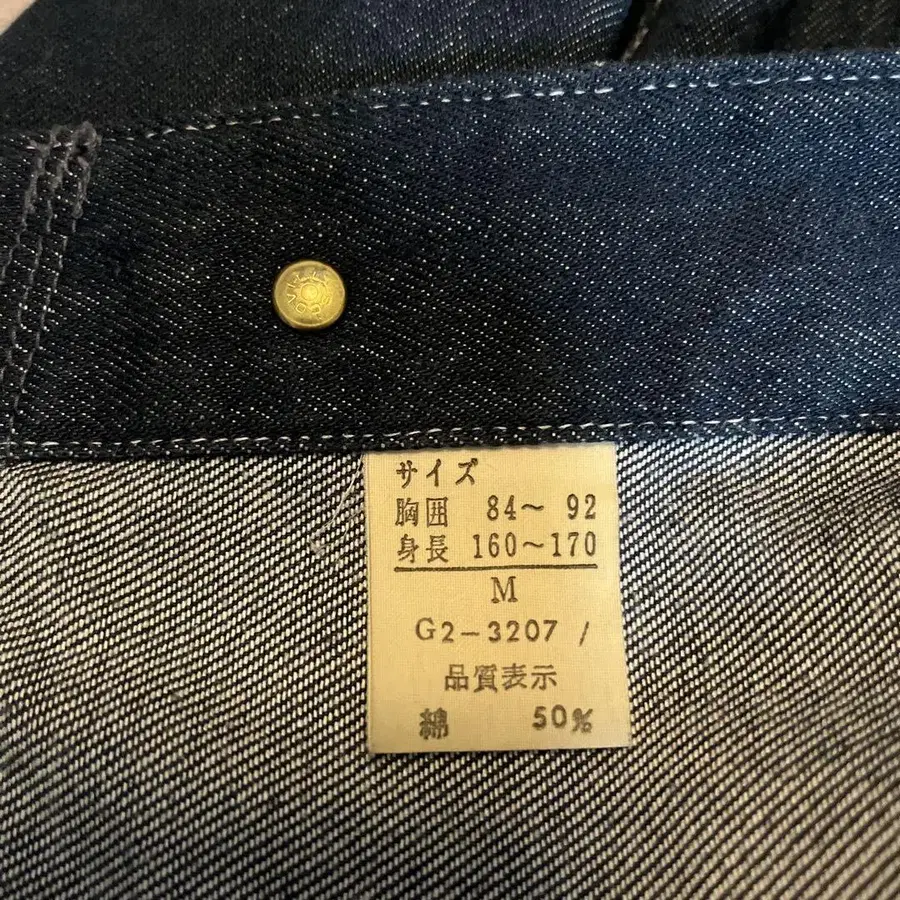 サイズ
胸囲 84～ 92
身長 160～170
M
G2-3207 /
品質表示
綿 50%